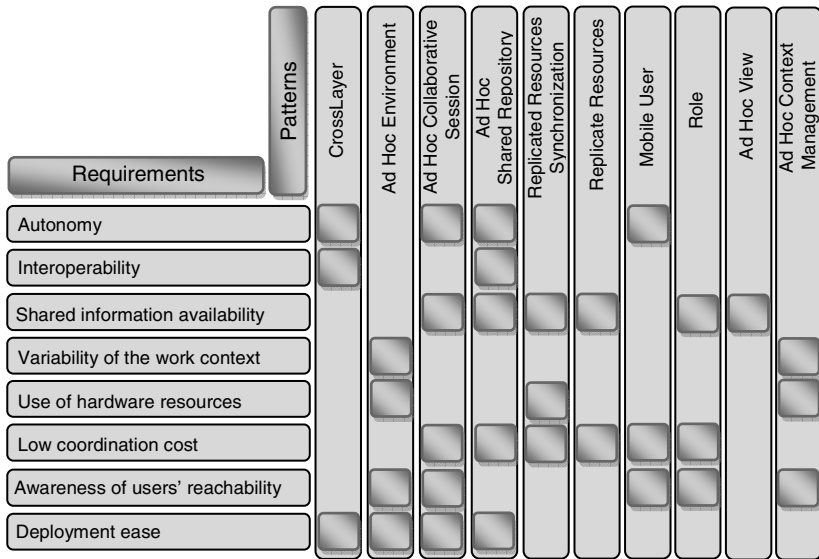 Patterns
CrossLayer
Ad Hoc Environment
Ad Hoc Collaborative
Session
Ad Hoc
Shared Repository
Replicated Resources
Synchronization
Replicate Resources
Mobile User
Role
Ad Hoc View
Ad Hoc Context
Management
Requirements
Autonomy
Interoperability
Shared information availability
Variability of the work context
Use of hardware resources
Low coordination cost
Awareness of users’ reachability
Deployment ease